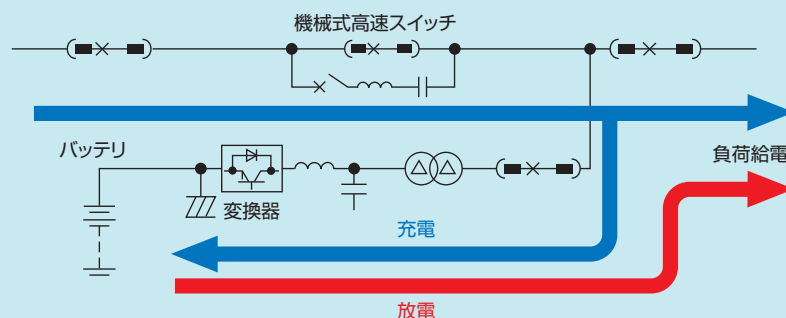 機械式高速スイッチ
バッテリ
負荷給電
変換器
充電
放電